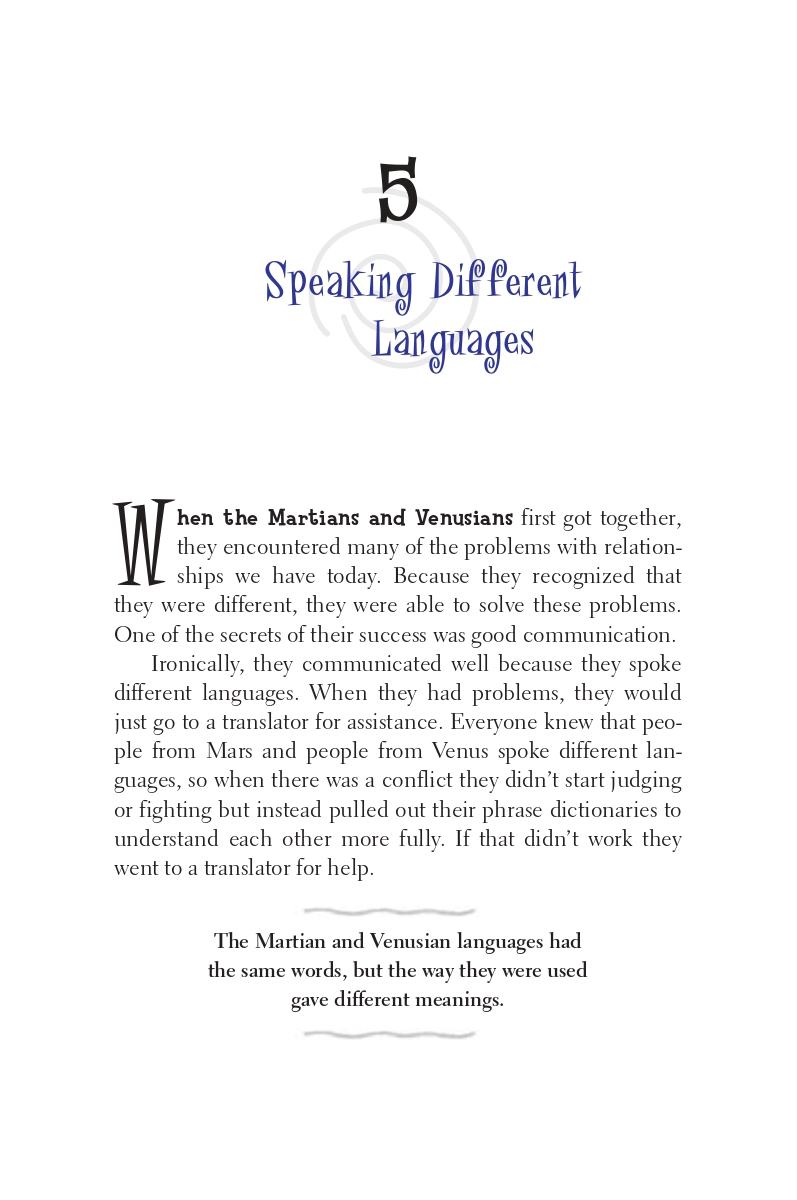 5
Speaking Different
Languages
When the Martians and Venusians first got together,
they encountered many of the problems with relation-
ships we have today. Because they recognized that
they were different, they were able to solve these problems.
One of the secrets of their success was good communication.
Ironically, they communicated well because they spoke
different languages. When they had problems, they would
just go to a translator for assistance. Everyone knew that peo-
ple from Mars and people from Venus spoke different lan-
guages, so when there was a conflict they didn’t start judging
or fighting but instead pulled out their phrase dictionaries to
understand each other more fully. If that didn’t work they
went to a translator for help.
The Martian and Venusian languages had
the same words, but the way they were used
gave different meanings.